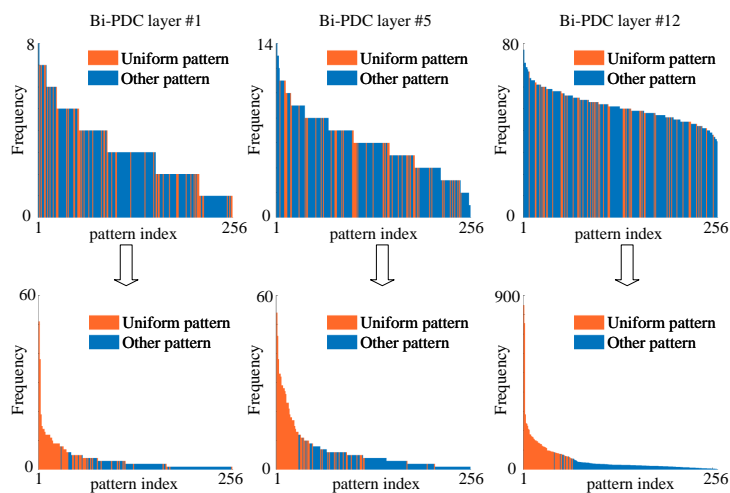 Bi-PDC layer #1
8
Uniform pattern
Other pattern
Frequency
0
1
pattern index
256
Bi-PDC layer #5
14
Uniform pattern
Other pattern
Frequency
0
1
pattern index
256
Bi-PDC layer #12
80
Uniform pattern
Other pattern
Frequency
0
1
pattern index
256
60
Uniform pattern
Other pattern
Frequency
0
1
pattern index
256
60
Uniform pattern
Other pattern
Frequency
0
1
pattern index
256
900
Uniform pattern
Other pattern
Frequency
0
1
pattern index
256